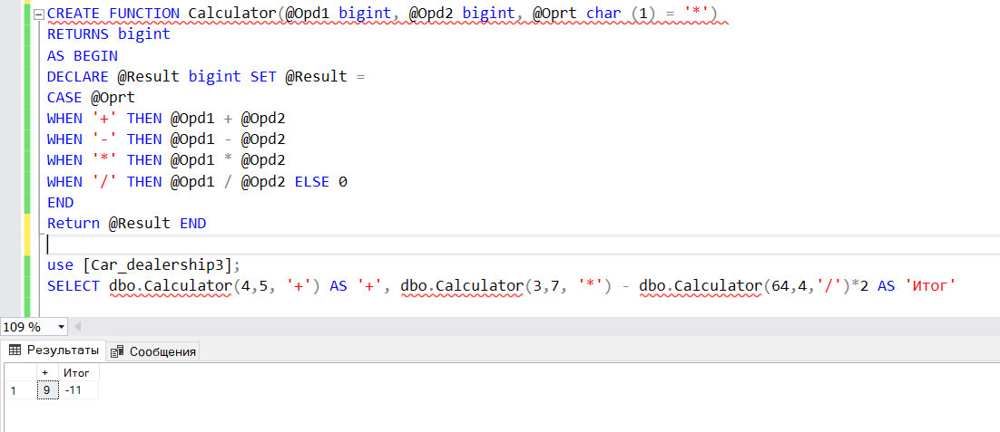 CREATE FUNCTION Calculator(@Opd1 bigint, @Opd2 bigint, @Oprt char (1) = '*')
RETURNS bigint
AS BEGIN
DECLARE @Result bigint SET @Result =
CASE @Oprt
WHEN '+' THEN @Opd1 + @Opd2
WHEN '-' THEN @Opd1 - @Opd2
WHEN '*' THEN @Opd1 * @Opd2
WHEN '/' THEN @Opd1 / @Opd2 ELSE 0
END
Return @Result END
use [Car_dealership3];
SELECT dbo.Calculator(4,5, '+') AS '+', dbo.Calculator(3,7, '*') - dbo.Calculator(64,4,'/')*2 AS 'Итог'
109 %
Результаты Сообщения
+ Итог
1 9 -11